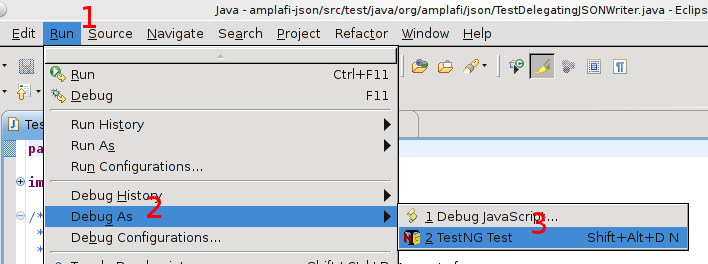 Java - amplafi-json/src/test/java/org/amplafi/json/TestDelegatingJSONWriter.java - Eclips
1
Edit Run Source Navigate Search Project Refactor Window Help
Run Ctrl+F11
Debug F11
Run History
Run As
Run Configurations...
Debug History
2
Debug As
Debug Configurations...
1 Debug JavaScript...
3
2 TestNG Test Shift+Alt+D N
J Tes
pa
im
/*
*
*